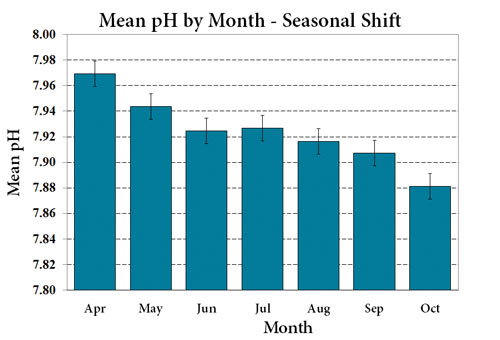 Mean pH by Month - Seasonal Shift
8.00
7.98
7.96
7.94
7.92
7.90
7.88
7.86
7.84
7.82
7.80
Mean pH
Apr May Jun Jul Aug Sep Oct
Month